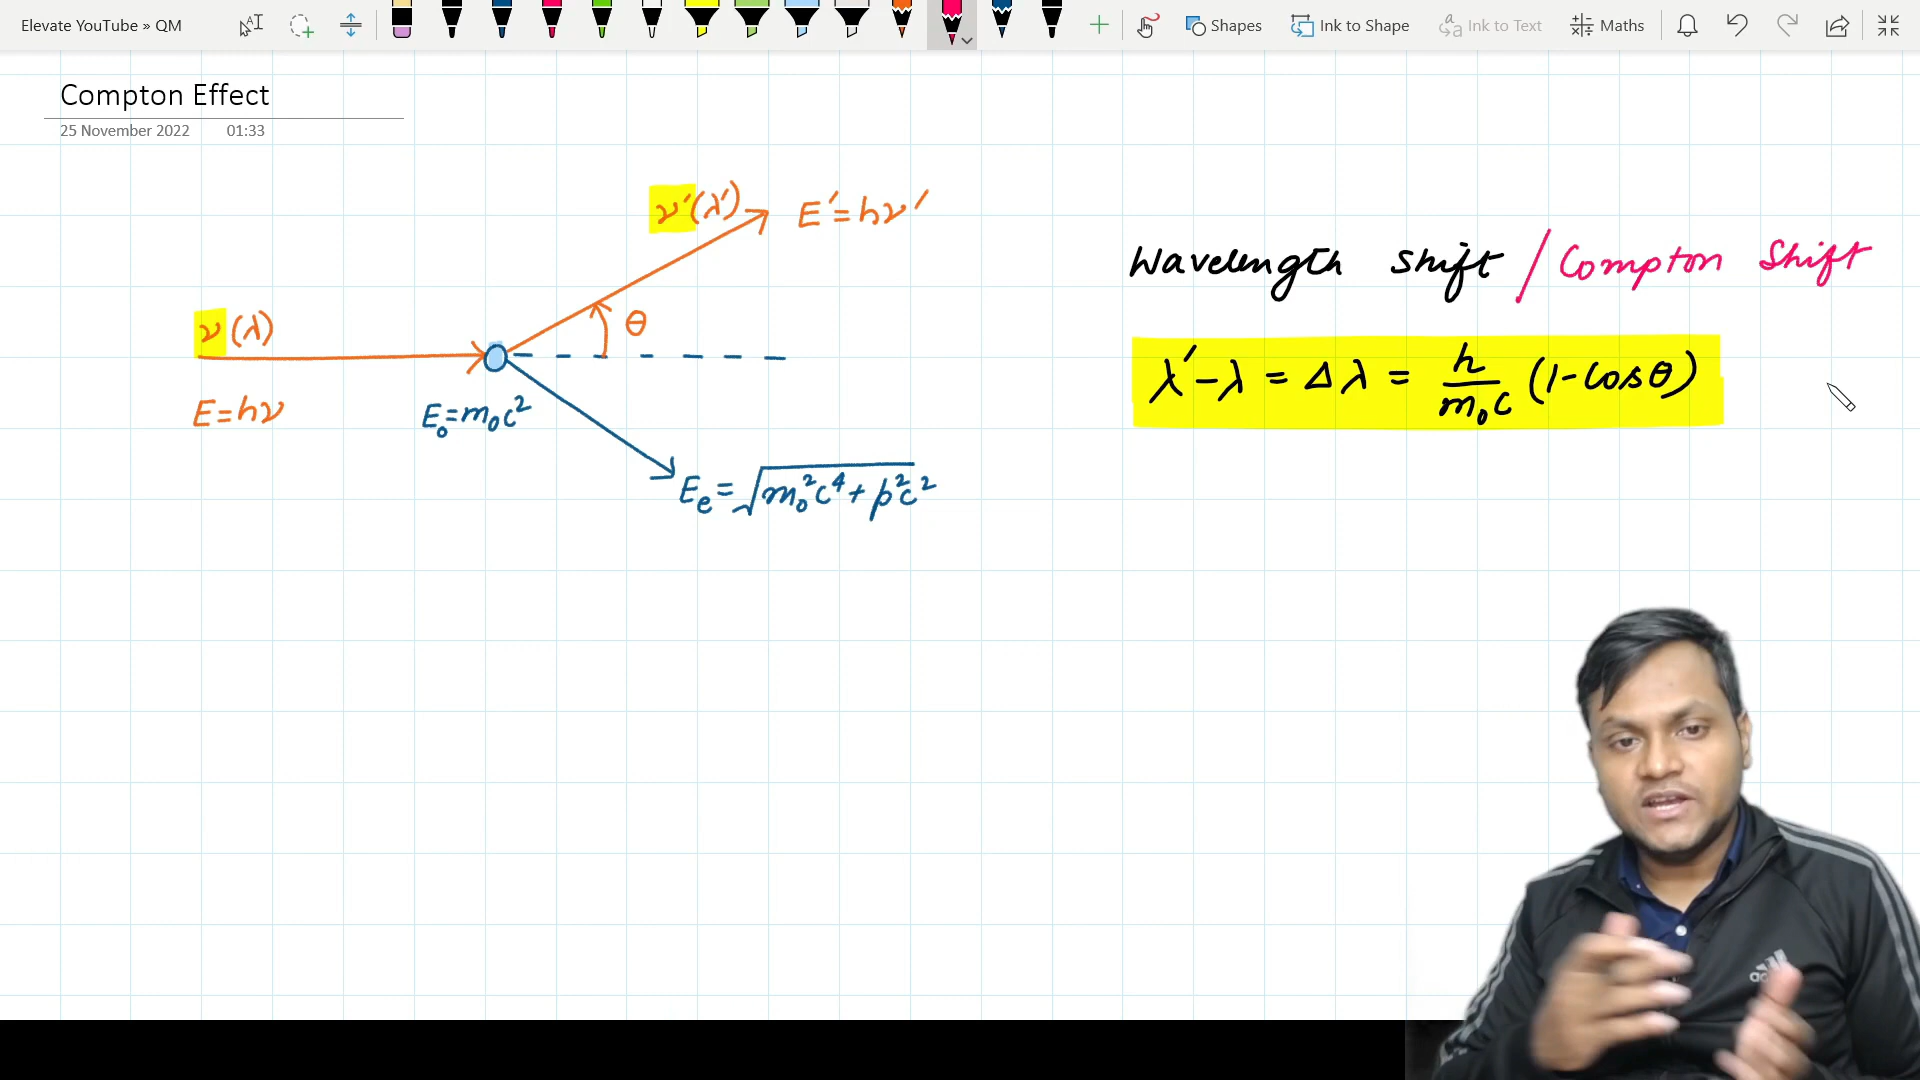 Elevate YouTube » QM
Shapes
Ink to Shape
Ink to Text
Maths
Compton Effect
25 November 2022 01:33
ν'(λ')
E' = hν'
ν (λ)
θ
E = hν
E₀ = m₀c²
Eₑ = √(m₀²c⁴ + p²c²)
Wavelength Shift / Compton Shift
λ' − λ = Δλ = h/m₀c (1 − Cosθ)